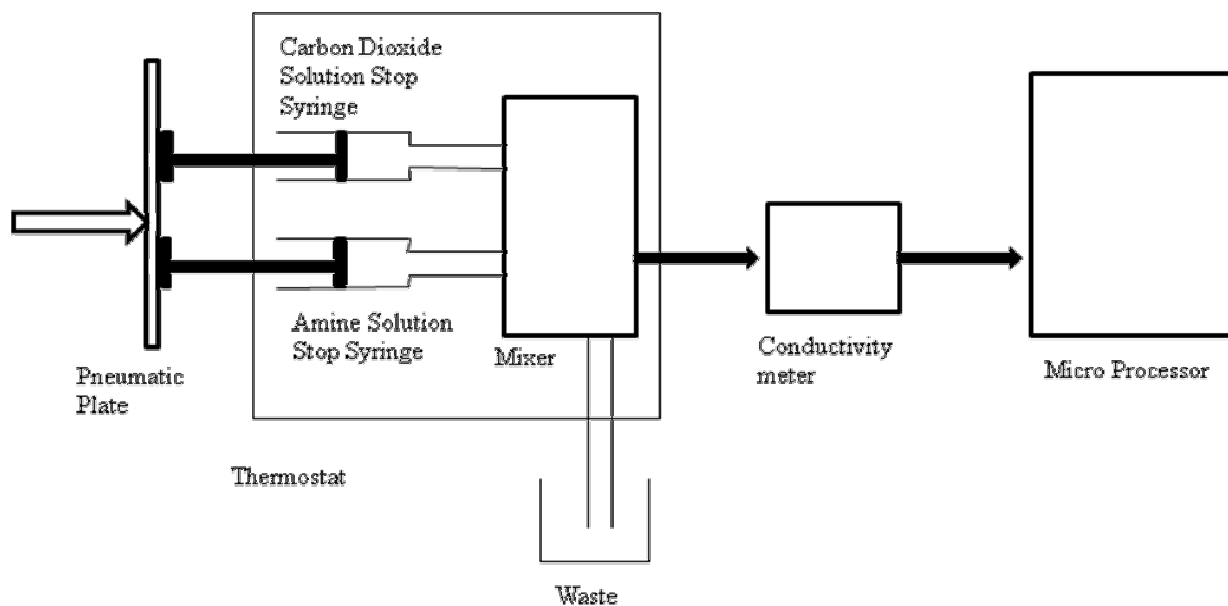 Carbon Dioxide
Solution Stop
Syringe
Amine Solution
Stop Syringe
Mixer
Pneumatic
Plate
Thermostat
Conductivity
meter
Micro Processor
Waste